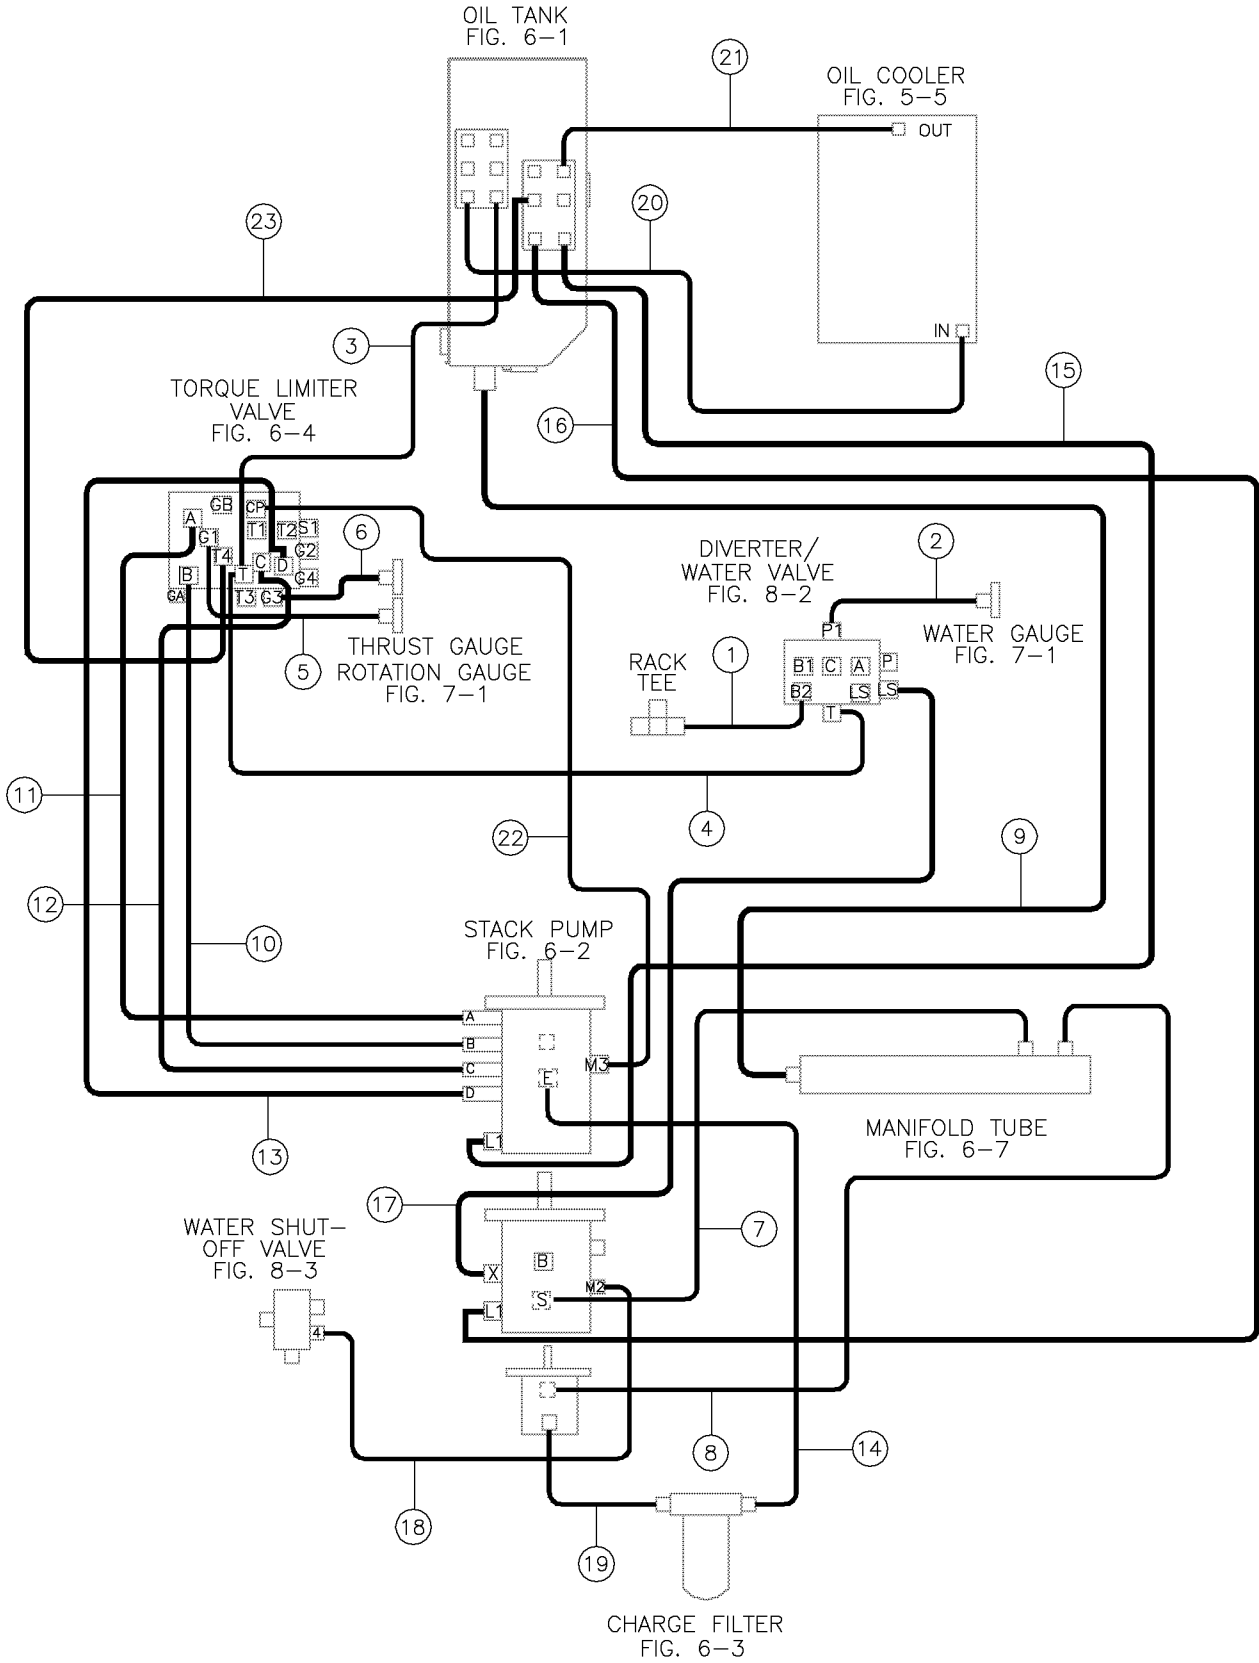 OIL TANK
FIG. 6-1
21
OIL COOLER
FIG. 5-5
OUT
20
23
IN
3
15
TORQUE LIMITER
VALVE
FIG. 6-4
16
GB
CP
A
G1
T1
T2
S1
T4
G2
6
2
C
D
B
T
G4
GA
T3
G3
DIVERTER/
WATER VALVE
FIG. 8-2
P1
WATER GAUGE
FIG. 7-1
THRUST GAUGE
ROTATION GAUGE
FIG. 7-1
5
RACK
TEE
1
B1
C
A
P
B2
LS
LS
T
11
4
22
9
12
10
STACK PUMP
FIG. 6-2
A
B
C
D
E
M3
L1
MANIFOLD TUBE
FIG. 6-7
13
17
7
WATER SHUT-
OFF VALVE
FIG. 8-3
B
X
M2
S
L1
4
8
14
18
19
CHARGE FILTER
FIG. 6-3